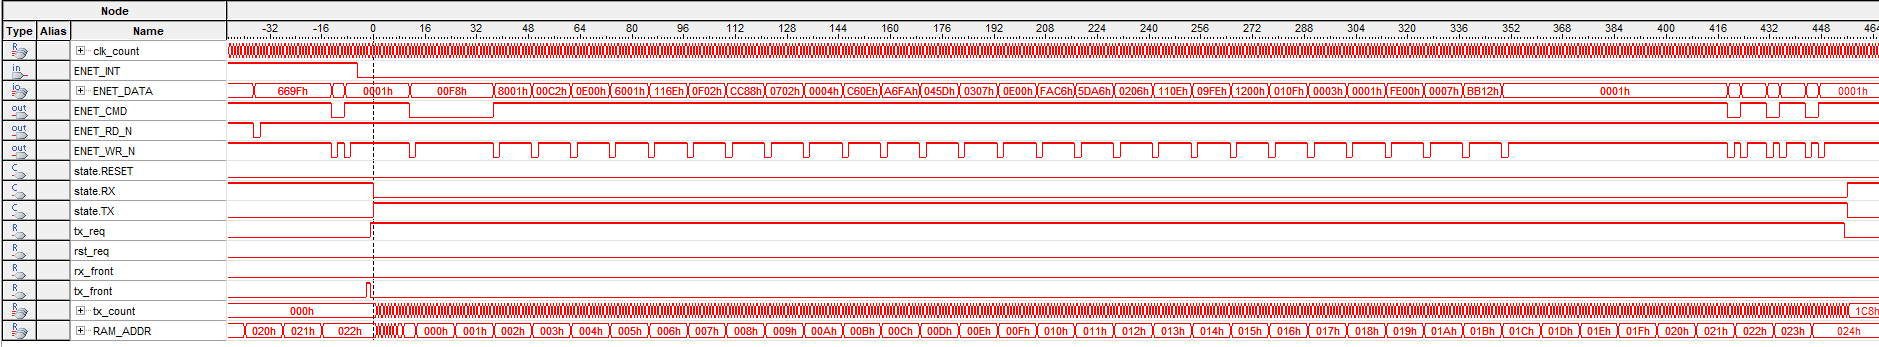 Node
Type Alias Name -32 -16 0 16 32 48 64 80 96 112 128 144 160 176 192 208 224 240 256 272 288 304 320 336 352 368 384 400 416 432 448 464
R clk_count
in ENET_INT
io ENET_DATA 669Fh 0001h 00F8h 8001h 00C2h 0E00h 6001h 116Eh 0F02h CC88h 0702h 0004h C60Eh A6FAh 045Dh 0307h 0E00h FAC6h 5DA6h 0206h 110Eh 09FEh 1200h 010Fh 0003h 0001h FE00h 0007h BB12h 0001h 0001h
out ENET_CMD
out ENET_RD_N
out ENET_WR_N
C state.RESET
C state.RX
C state.TX
R tx_req
R rst_req
R rx_front
R tx_front
R tx_count 000h 1C8h
R RAM_ADDR 020h 021h 022h 000h 001h 002h 003h 004h 005h 006h 007h 008h 009h 00Ah 00Bh 00Ch 00Dh 00Eh 00Fh 010h 011h 012h 013h 014h 015h 016h 017h 018h 019h 01Ah 01Bh 01Ch 01Dh 01Eh 01Fh 020h 021h 022h 023h 024h